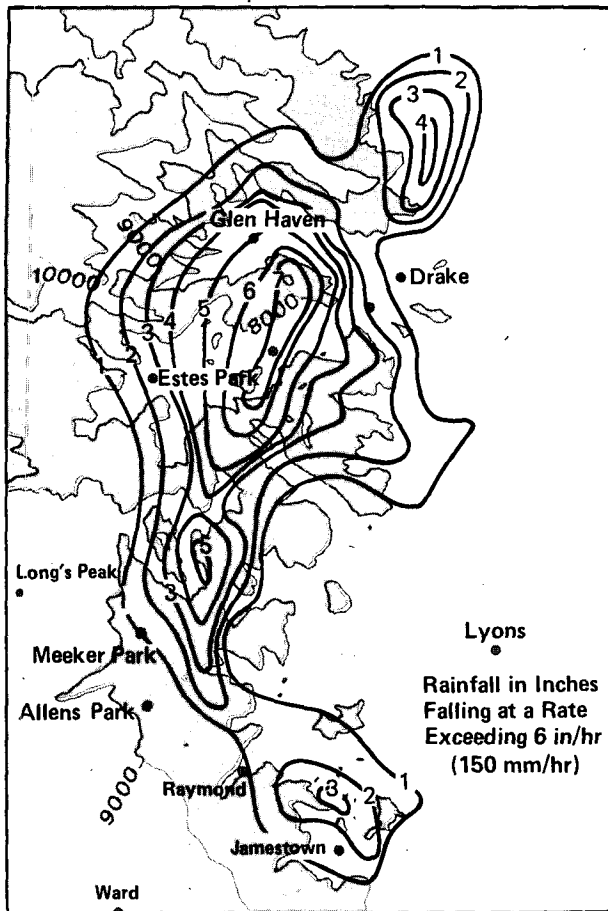 1
2
3
4
Glen Haven
9000
10000
Drake
6
7
5
8000
4
3
2
1
Estes Park
5
Long's Peak
3
Meeker Park
Lyons
Allens Park
Rainfall in Inches
Falling at a Rate
Exceeding 6 in/hr
(150 mm/hr)
1
Raymond
3
2
9000
Jamestown
Ward